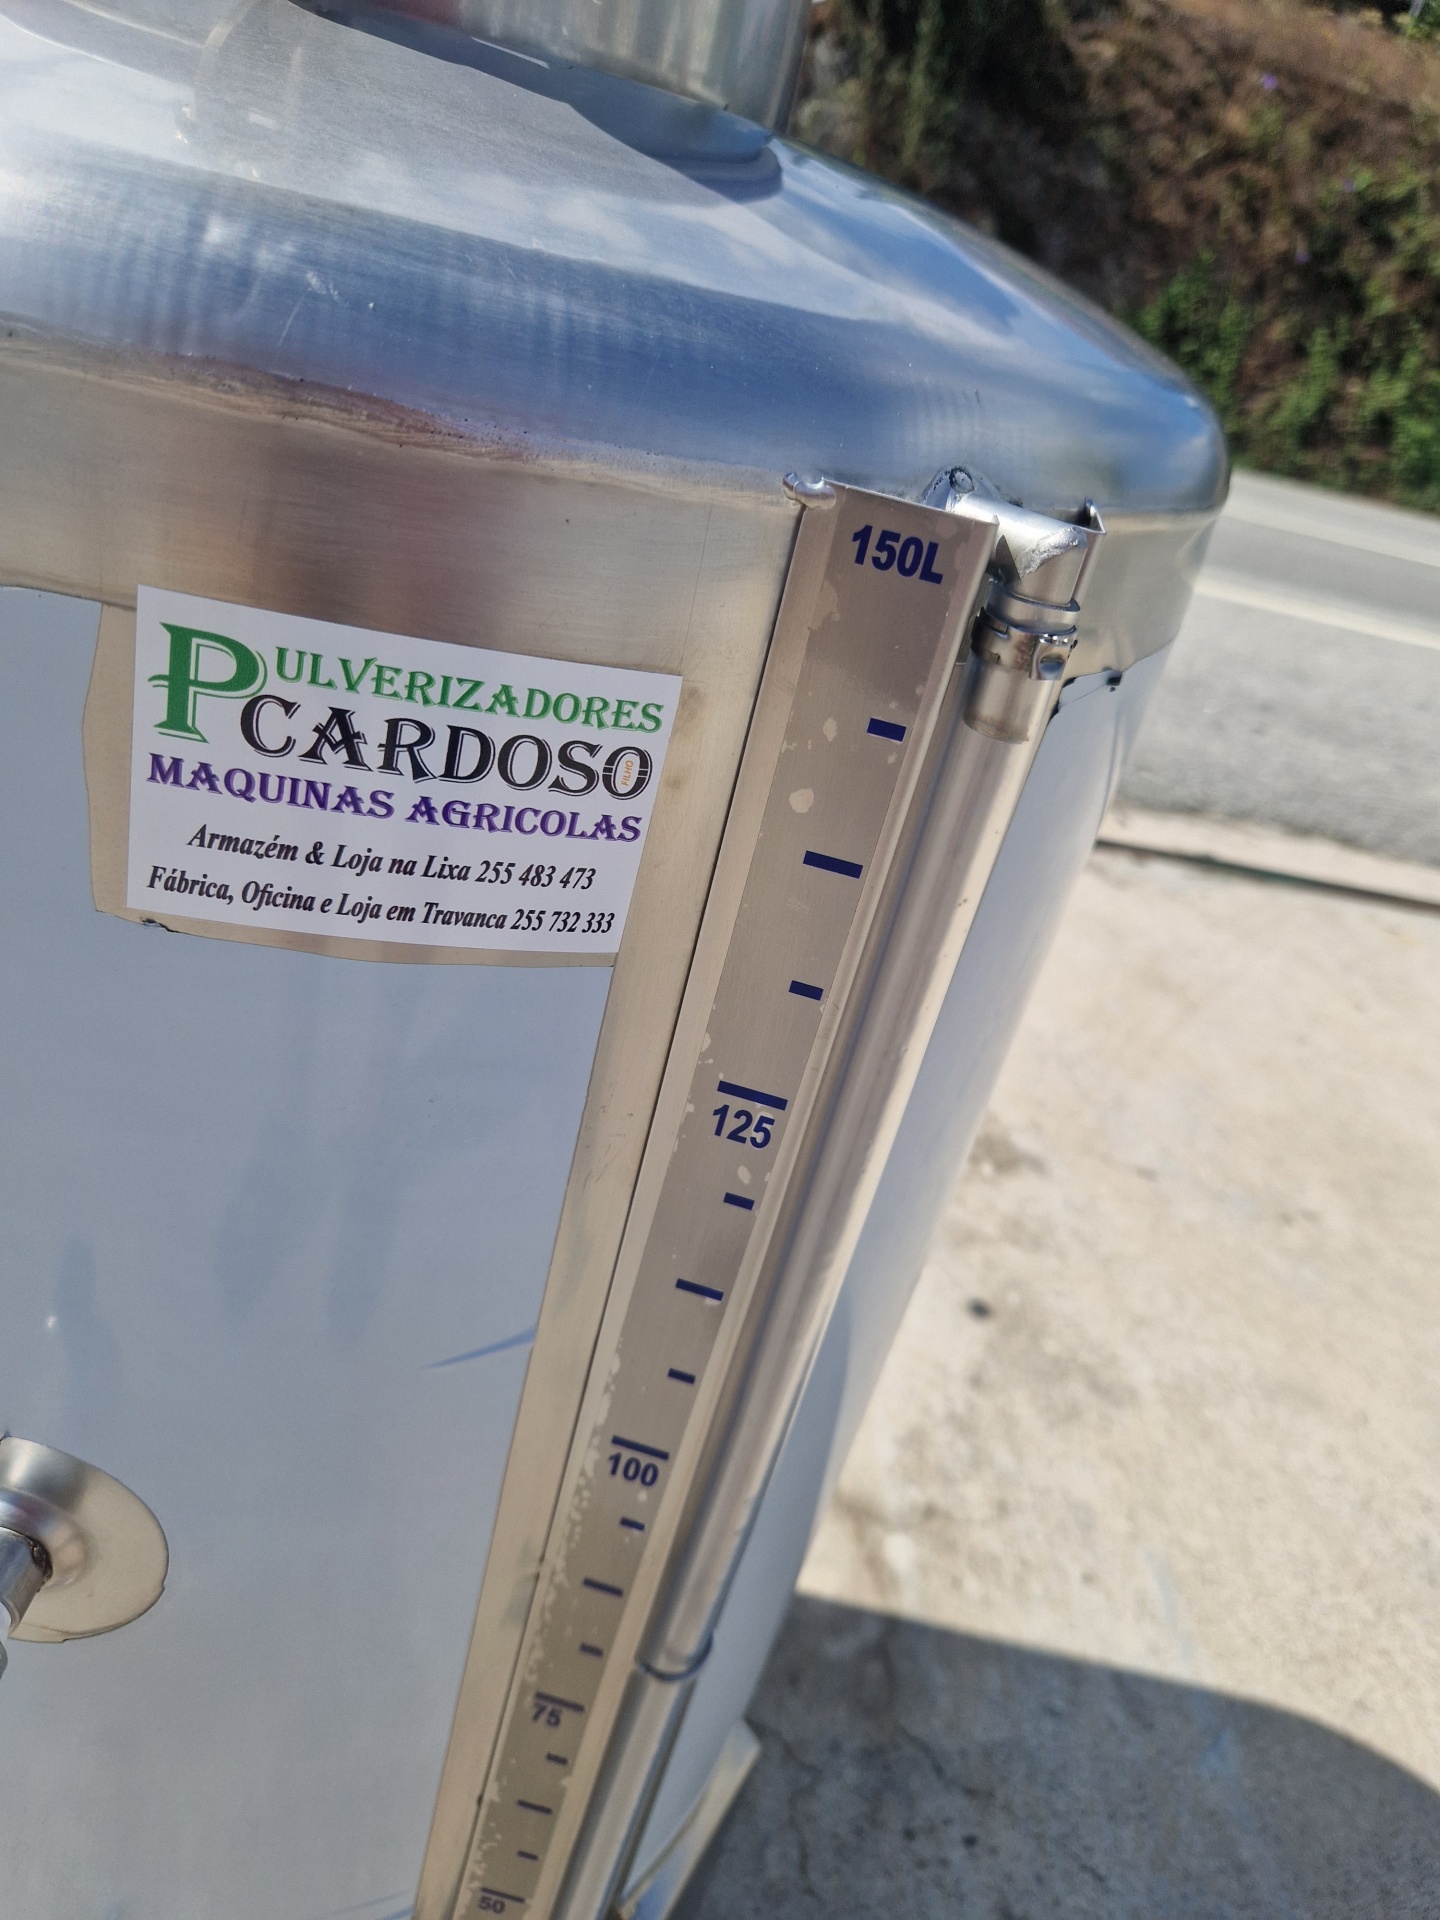 PULVERIZADORES
CARDOSO
FILHO
MAQUINAS AGRICOLAS
Armazém & Loja na Lixa 255 483 473
Fábrica, Oficina e Loja em Travanca 255 732 333
150L
125
100
75
50